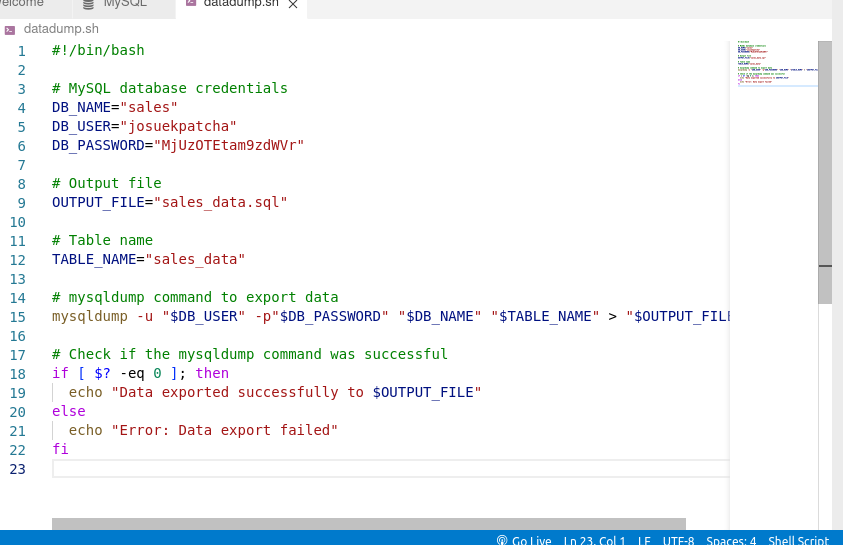 elcome MySQL datadump.sh
datadump.sh
1 #!/bin/bash
2
3 # MySQL database credentials
4 DB_NAME="sales"
5 DB_USER="josuekpatcha"
6 DB_PASSWORD="MjUzOTEtam9zdWVr"
7
8 # Output file
9 OUTPUT_FILE="sales_data.sql"
10
11 # Table name
12 TABLE_NAME="sales_data"
13
14 # mysqldump command to export data
15 mysqldump -u "$DB_USER" -p"$DB_PASSWORD" "$DB_NAME" "$TABLE_NAME" > "$OUTPUT_FILE
16
17 # Check if the mysqldump command was successful
18 if [ $? -eq 0 ]; then
19 echo "Data exported successfully to $OUTPUT_FILE"
20 else
21 echo "Error: Data export failed"
22 fi
23
Go Live Ln 23, Col 1 LF UTF-8 Spaces: 4 Shell Script